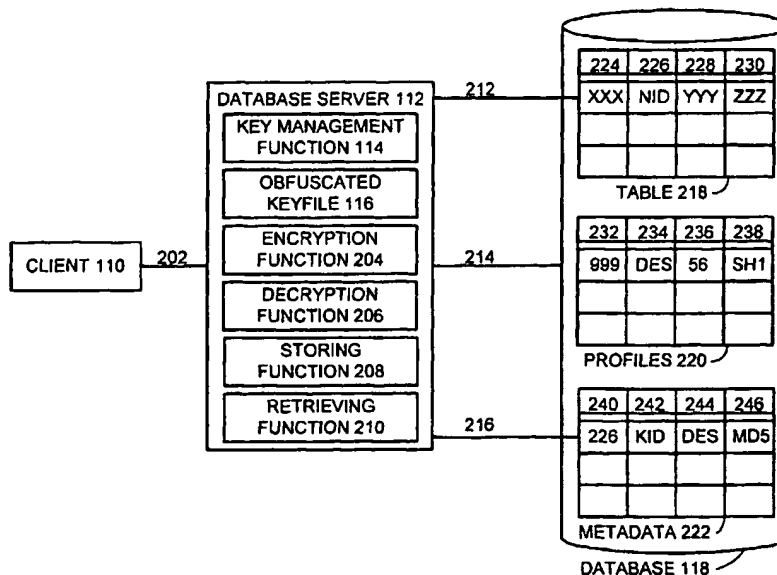 CLIENT 110
202
DATABASE SERVER 112
KEY MANAGEMENT
FUNCTION 114
OBFUSCATED
KEYFILE 116
ENCRYPTION
FUNCTION 204
DECRYPTION
FUNCTION 206
STORING
FUNCTION 208
RETRIEVING
FUNCTION 210
212
214
216
224 226 228 230
XXX NID YYY ZZZ
TABLE 218
232 234 236 238
999 DES 56 SH1
PROFILES 220
240 242 244 246
226 KID DES MD5
METADATA 222
DATABASE 118